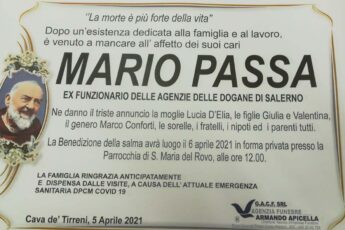 "La morte è più forte della vita"
Dopo un'esistenza dedicata alla famiglia e al lavoro,
è venuto a mancare all' affetto dei suoi cari
MARIO PASSA
EX FUNZIONARIO DELLE AGENZIE DELLE DOGANE DI SALERNO
Ne danno il triste annuncio la moglie Lucia D'Elia, le figlie Giulia e Valentina,
il genero Marco Conforti, le sorelle, i fratelli, i nipoti ed i parenti tutti.
La Benedizione della salma avrà luogo il 6 aprile 2021 in forma privata presso la
Parrocchia di S. Maria del Rovo, alle ore 12.00.
LA FAMIGLIA RINGRAZIA ANTICIPATAMENTE
E DISPENSA DALLE VISITE, A CAUSA DELL'ATTUALE EMERGENZA
SANITARIA DPCM COVID 19
Cava de' Tirreni, 5 Aprile 2021
G.A.C.F. SRL
AGENZIA FUNEBRE
ARMANDO APICELLA